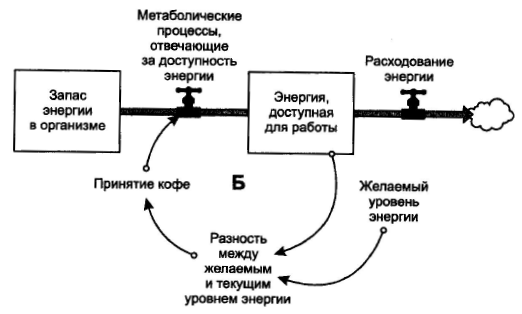 Метаболические
процессы,
отвечающие
за доступность
энергии
Расходование
энергии
Запас
энергии
в организме
Энергия,
доступная
для работы
Принятие кофе
Б
Желаемый
уровень
энергии
Разность
между
желаемым
и текущим
уровнем энергии